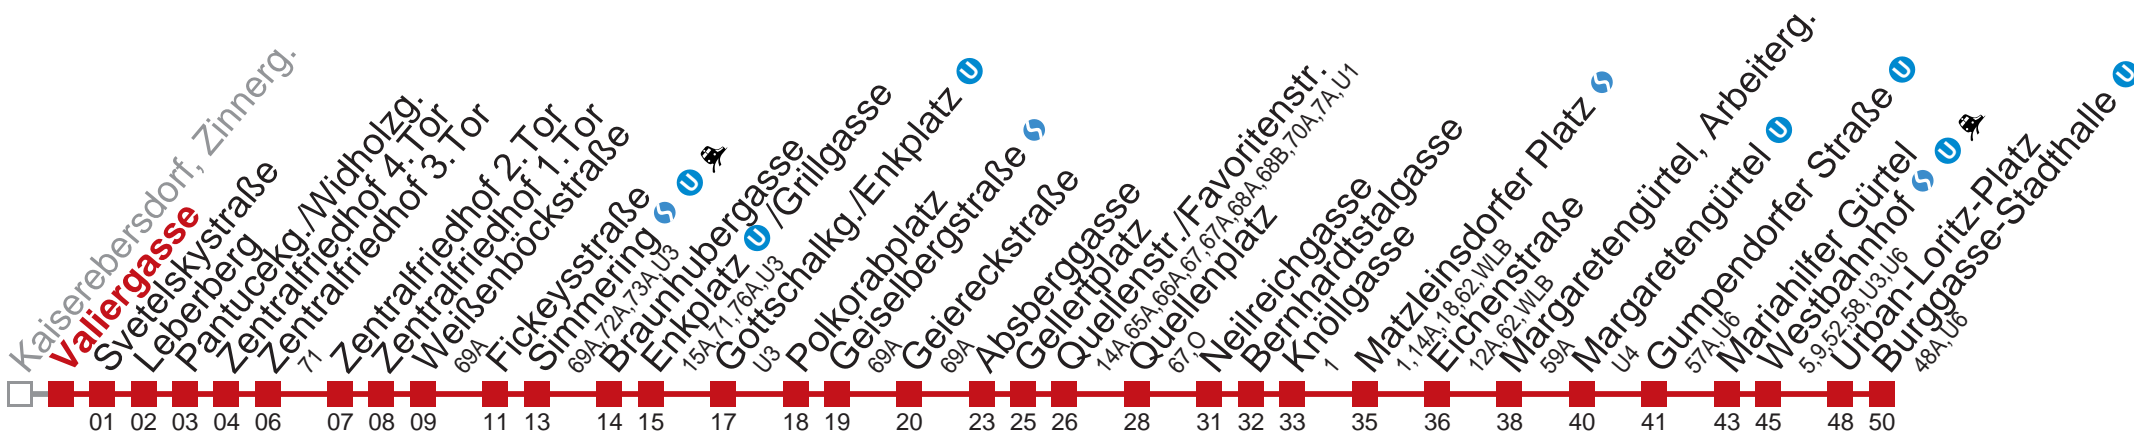 Kaiserebersdorf, Zinnerg.
Valiergasse
Svetelskystraße
Leberberg
Pantucekg./Widholzg.
Zentralfriedhof 4.Tor
Zentralfriedhof 3.Tor
71
Zentralfriedhof 2.Tor
Zentralfriedhof 1.Tor
Weißenböckstraße
69A
Fickeysstraße
Simmering S U
69A,72A,73A,U3
Braunhubergasse
Enkplatz U /Grillgasse
15A,71,76A,U3
Gottschalkg./Enkplatz U
U3
Polkorabplatz
Geiselbergstraße S
69A
Geiereckstraße
69A
Absberggasse
Gellertplatz
Quellenstr./Favoritenstr.
14A,65A,66A,67,67A,68A,68B,70A,7A,U1
Quellenplatz
67,O
Neilreichgasse
Bernhardtstalgasse
Knöllgasse
1
Matzleinsdorfer Platz S
1,14A,18,62,WLB
Eichenstraße
12A,62,WLB
Margaretengürtel, Arbeiterg.
59A
Margaretengürtel U
U4
Gumpendorfer Straße U
57A,U6
Mariahilfer Gürtel
Westbahnhof S U
5,9,52,58,U3,U6
Urban-Loritz-Platz
Burggasse-Stadthalle U
48A,U6
01 02 03 04 06 07 08 09 11 13 14 15 17 18 19 20 23 25 26 28 31 32 33 35 36 38 40 41 43 45 48 50